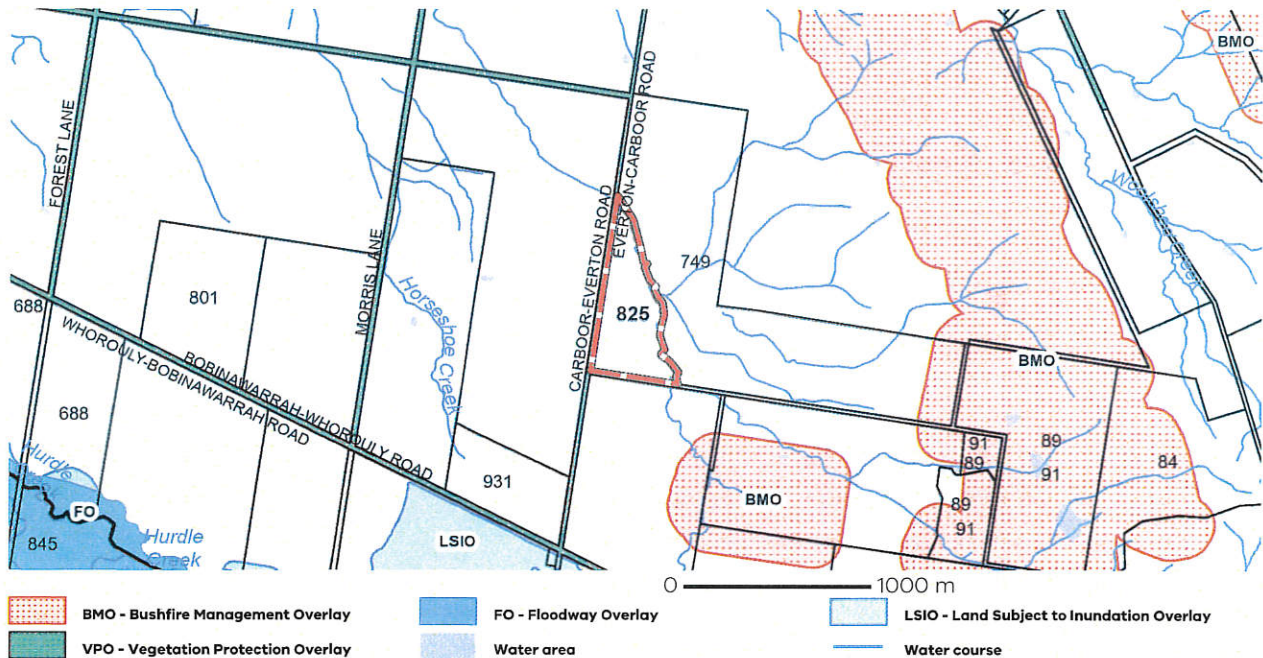 BMO
FOREST LANE
MORRIS LANE
EVERTON-CARBOOR ROAD
CARBOOR-EVERTON ROAD
749
825
801
688
Horseshoe Creek
WHOROULY-BOBINAWARRAH ROAD
BOBINAWARRAH-WHOROULY ROAD
688
931
BMO
91
89
89
91
84
89
91
BMO
Hurdle
FO
Hurdle
Creek
845
LSIO
0 1000 m
BMO - Bushfire Management Overlay
FO - Floodway Overlay
LSIO - Land Subject to Inundation Overlay
VPO - Vegetation Protection Overlay
Water area
Water course